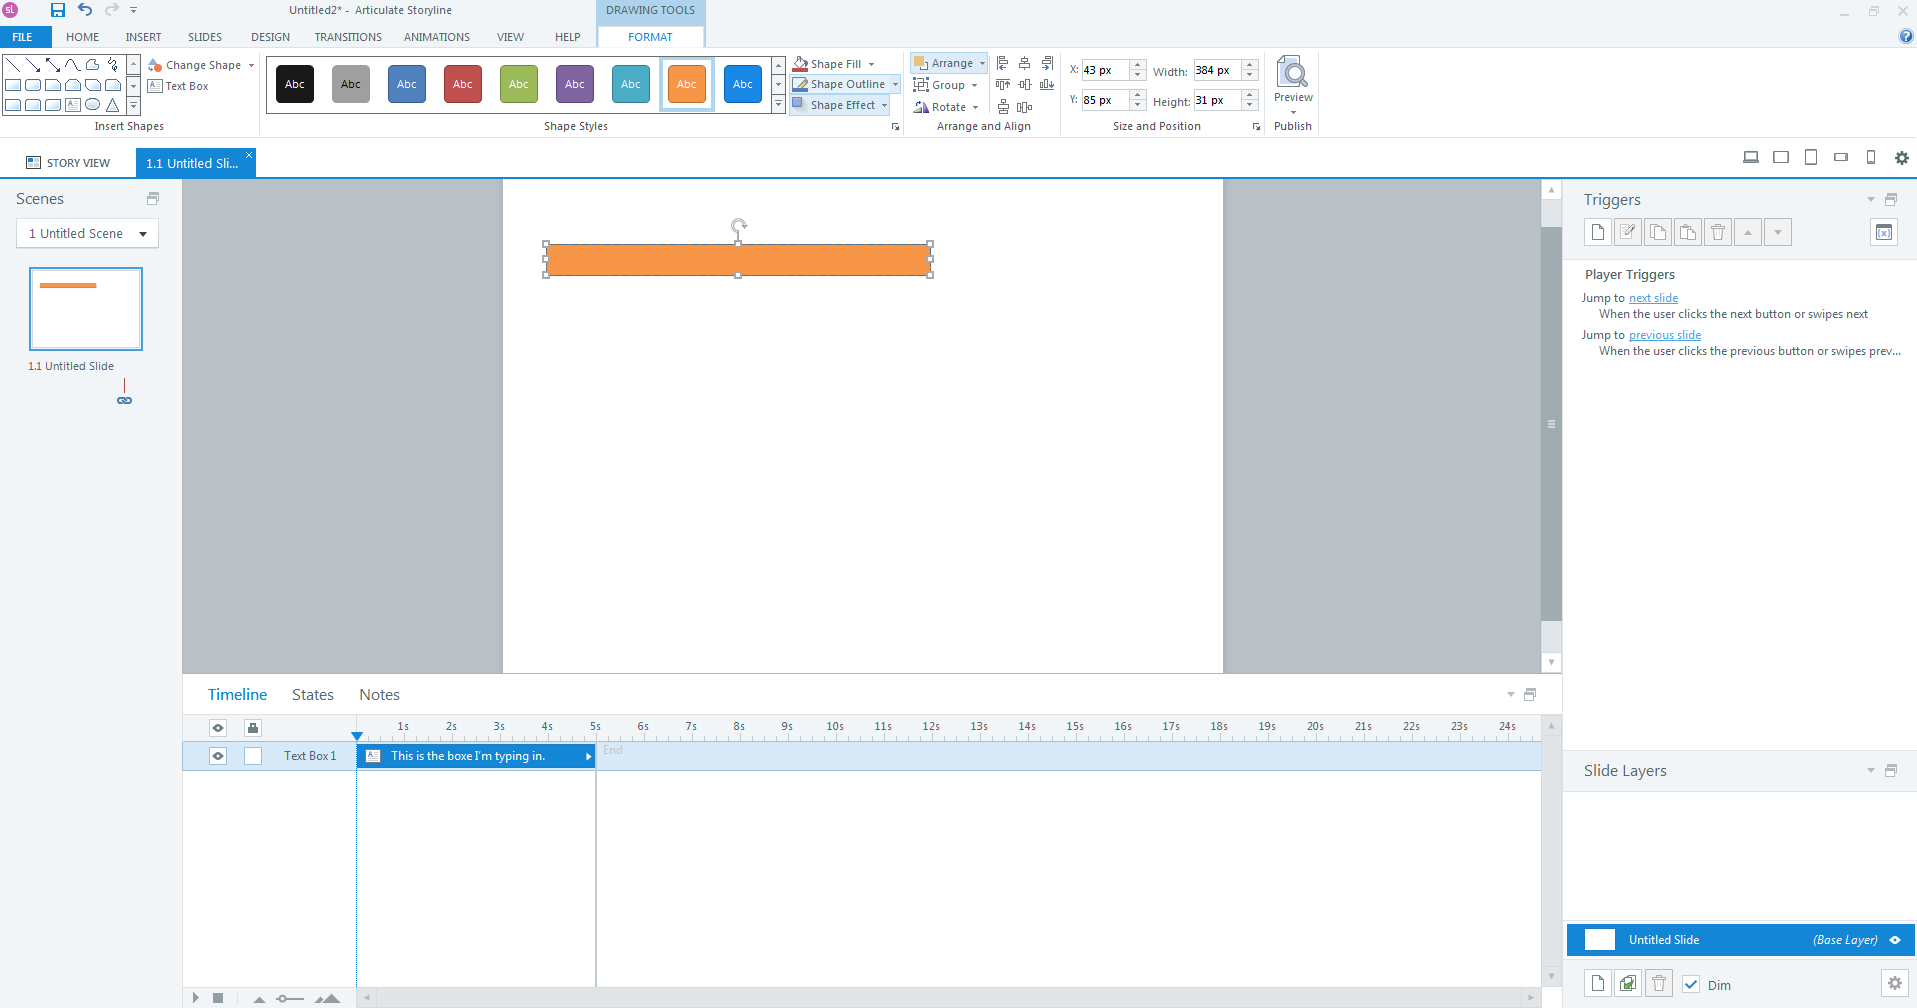 SL
Untitled2* - Articulate Storyline
DRAWING TOOLS
FILE HOME INSERT SLIDES DESIGN TRANSITIONS ANIMATIONS VIEW HELP FORMAT
Change Shape
Text Box
Insert Shapes
Abc Abc Abc Abc Abc Abc Abc Abc Abc
Shape Styles
Shape Fill
Shape Outline
Shape Effect
Arrange
Group
Rotate
Arrange and Align
X: 43 px Width: 384 px
Y: 85 px Height: 31 px
Size and Position
Preview
Publish
STORY VIEW
1.1 Untitled Sli...
Scenes
1 Untitled Scene
1.1 Untitled Slide
Triggers
Player Triggers
Jump to next slide
When the user clicks the next button or swipes next
Jump to previous slide
When the user clicks the previous button or swipes prev...
Timeline States Notes
1s 2s 3s 4s 5s 6s 7s 8s 9s 10s 11s 12s 13s 14s 15s 16s 17s 18s 19s 20s 21s 22s 23s 24s
Text Box 1
This is the boxe I'm typing in.
End
Slide Layers
Untitled Slide (Base Layer)
Dim